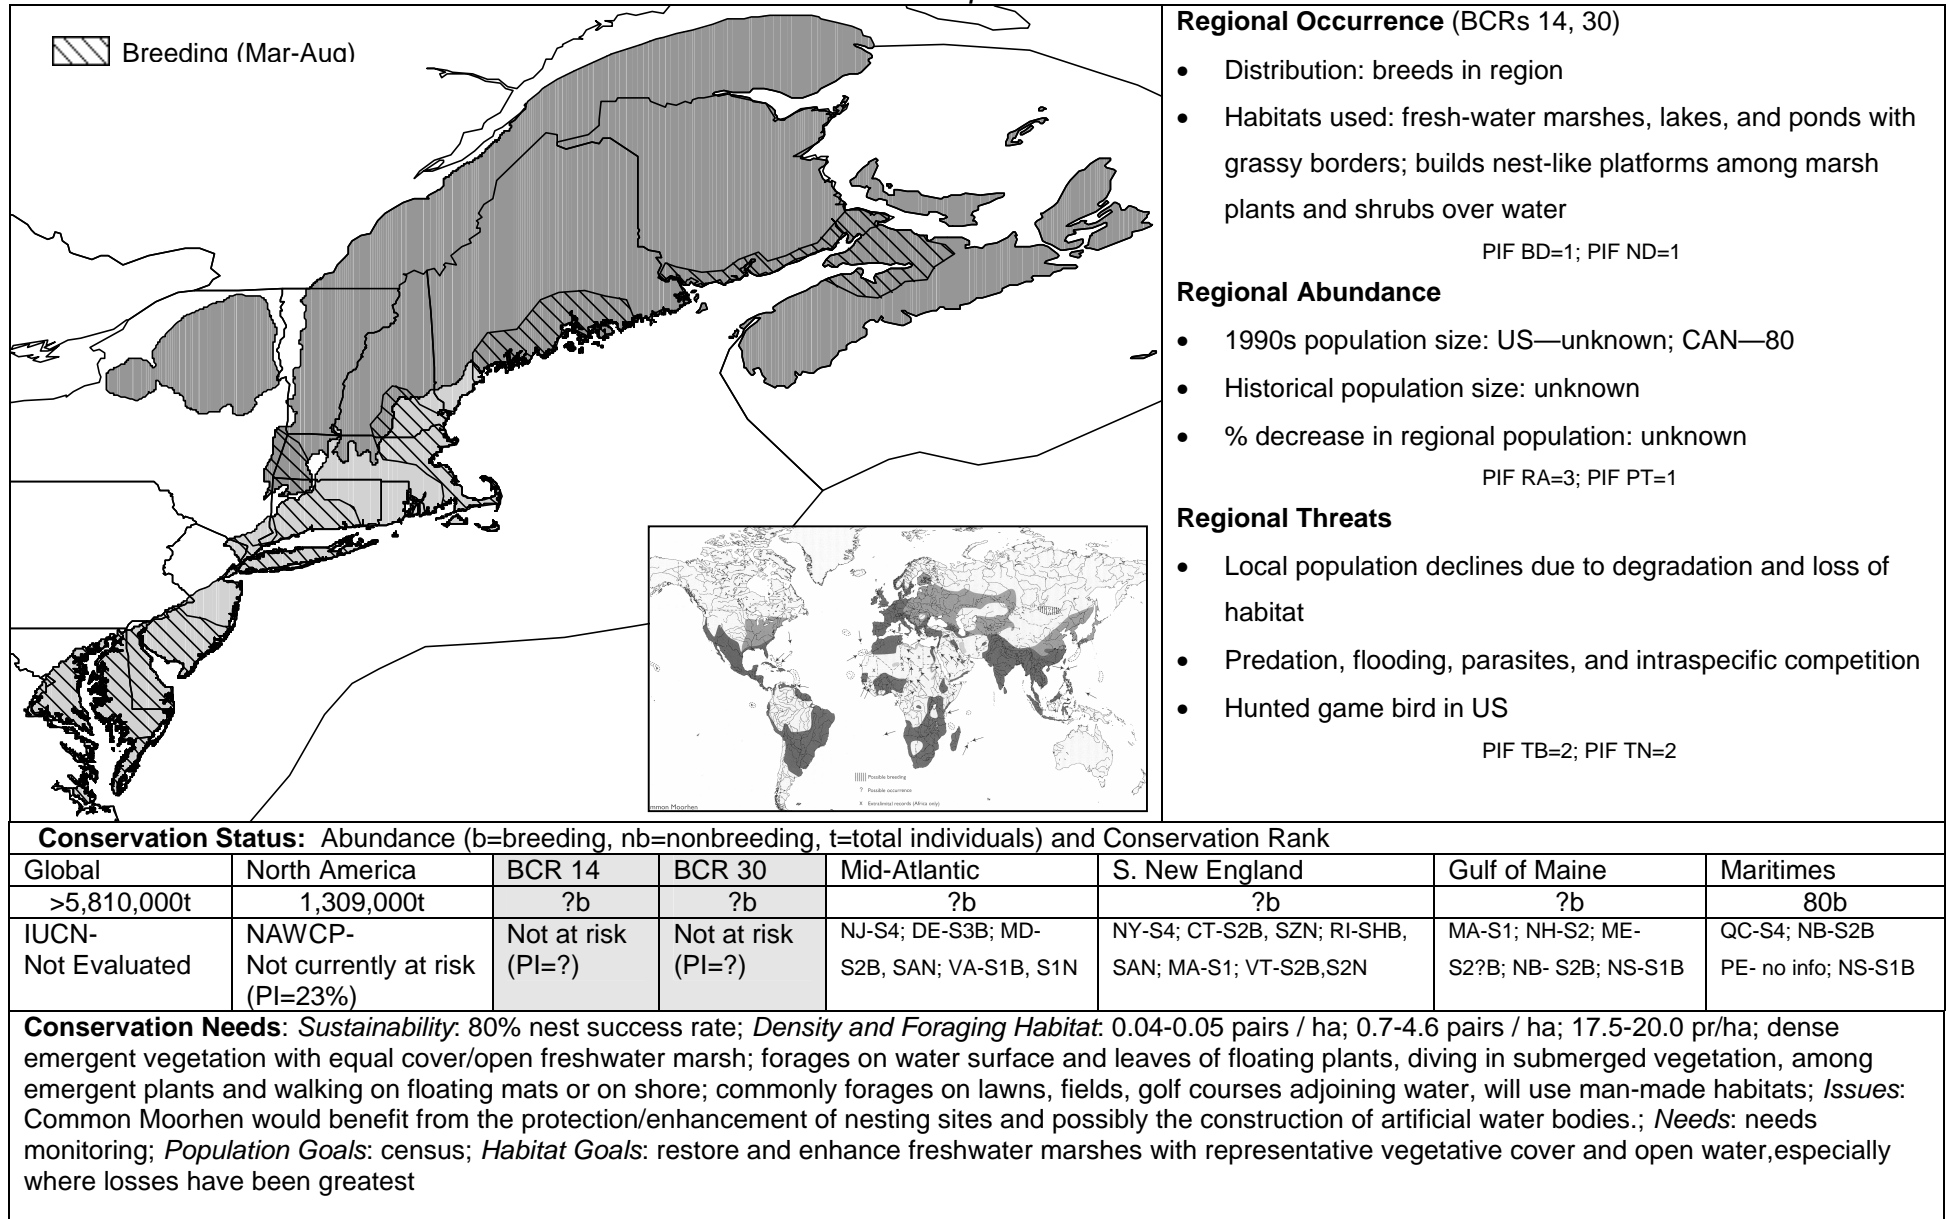 Breeding (Mar-Aug)
Regional Occurrence (BCRs 14, 30)
• Distribution: breeds in region
• Habitats used: fresh-water marshes, lakes, and ponds with
grassy borders; builds nest-like platforms among marsh
plants and shrubs over water
PIF BD=1; PIF ND=1
Regional Abundance
• 1990s population size: US—unknown; CAN—80
• Historical population size: unknown
• % decrease in regional population: unknown
PIF RA=3; PIF PT=1
Regional Threats
• Local population declines due to degradation and loss of
habitat
• Predation, flooding, parasites, and intraspecific competition
• Hunted game bird in US
PIF TB=2; PIF TN=2
Possible breeding
? Possible occurrence
x Extralimital records (Africa only)
mmon Moorhen
Conservation Status: Abundance (b=breeding, nb=nonbreeding, t=total individuals) and Conservation Rank
Global North America BCR 14 BCR 30 Mid-Atlantic S. New England Gulf of Maine Maritimes
>5,810,000t 1,309,000t ?b ?b ?b ?b ?b 80b
IUCN-
Not Evaluated
NAWCP-
Not currently at risk
(PI=23%)
Not at risk
(PI=?)
Not at risk
(PI=?)
NJ-S4; DE-S3B; MD-
S2B, SAN; VA-S1B, S1N
NY-S4; CT-S2B, SZN; RI-SHB,
SAN; MA-S1; VT-S2B,S2N
MA-S1; NH-S2; ME-
S2?B; NB- S2B; NS-S1B
QC-S4; NB-S2B
PE- no info; NS-S1B
Conservation Needs: Sustainability: 80% nest success rate; Density and Foraging Habitat: 0.04-0.05 pairs / ha; 0.7-4.6 pairs / ha; 17.5-20.0 pr/ha; dense
emergent vegetation with equal cover/open freshwater marsh; forages on water surface and leaves of floating plants, diving in submerged vegetation, among
emergent plants and walking on floating mats or on shore; commonly forages on lawns, fields, golf courses adjoining water, will use man-made habitats; Issues:
Common Moorhen would benefit from the protection/enhancement of nesting sites and possibly the construction of artificial water bodies.; Needs: needs
monitoring; Population Goals: census; Habitat Goals: restore and enhance freshwater marshes with representative vegetative cover and open water,especially
where losses have been greatest